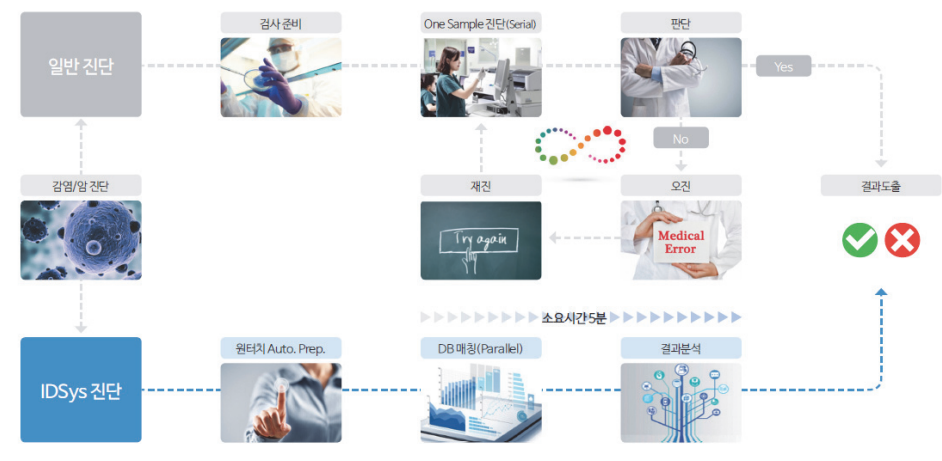 검사 준비
One Sample 진단(Serial)
판단
일반 진단
Yes
No
감염/암 진단
재진
오진
결과도출
Try again
Medical
Error
소요시간 5분
원터치 Auto. Prep.
DB 매칭(Parallel)
결과분석
IDSys 진단